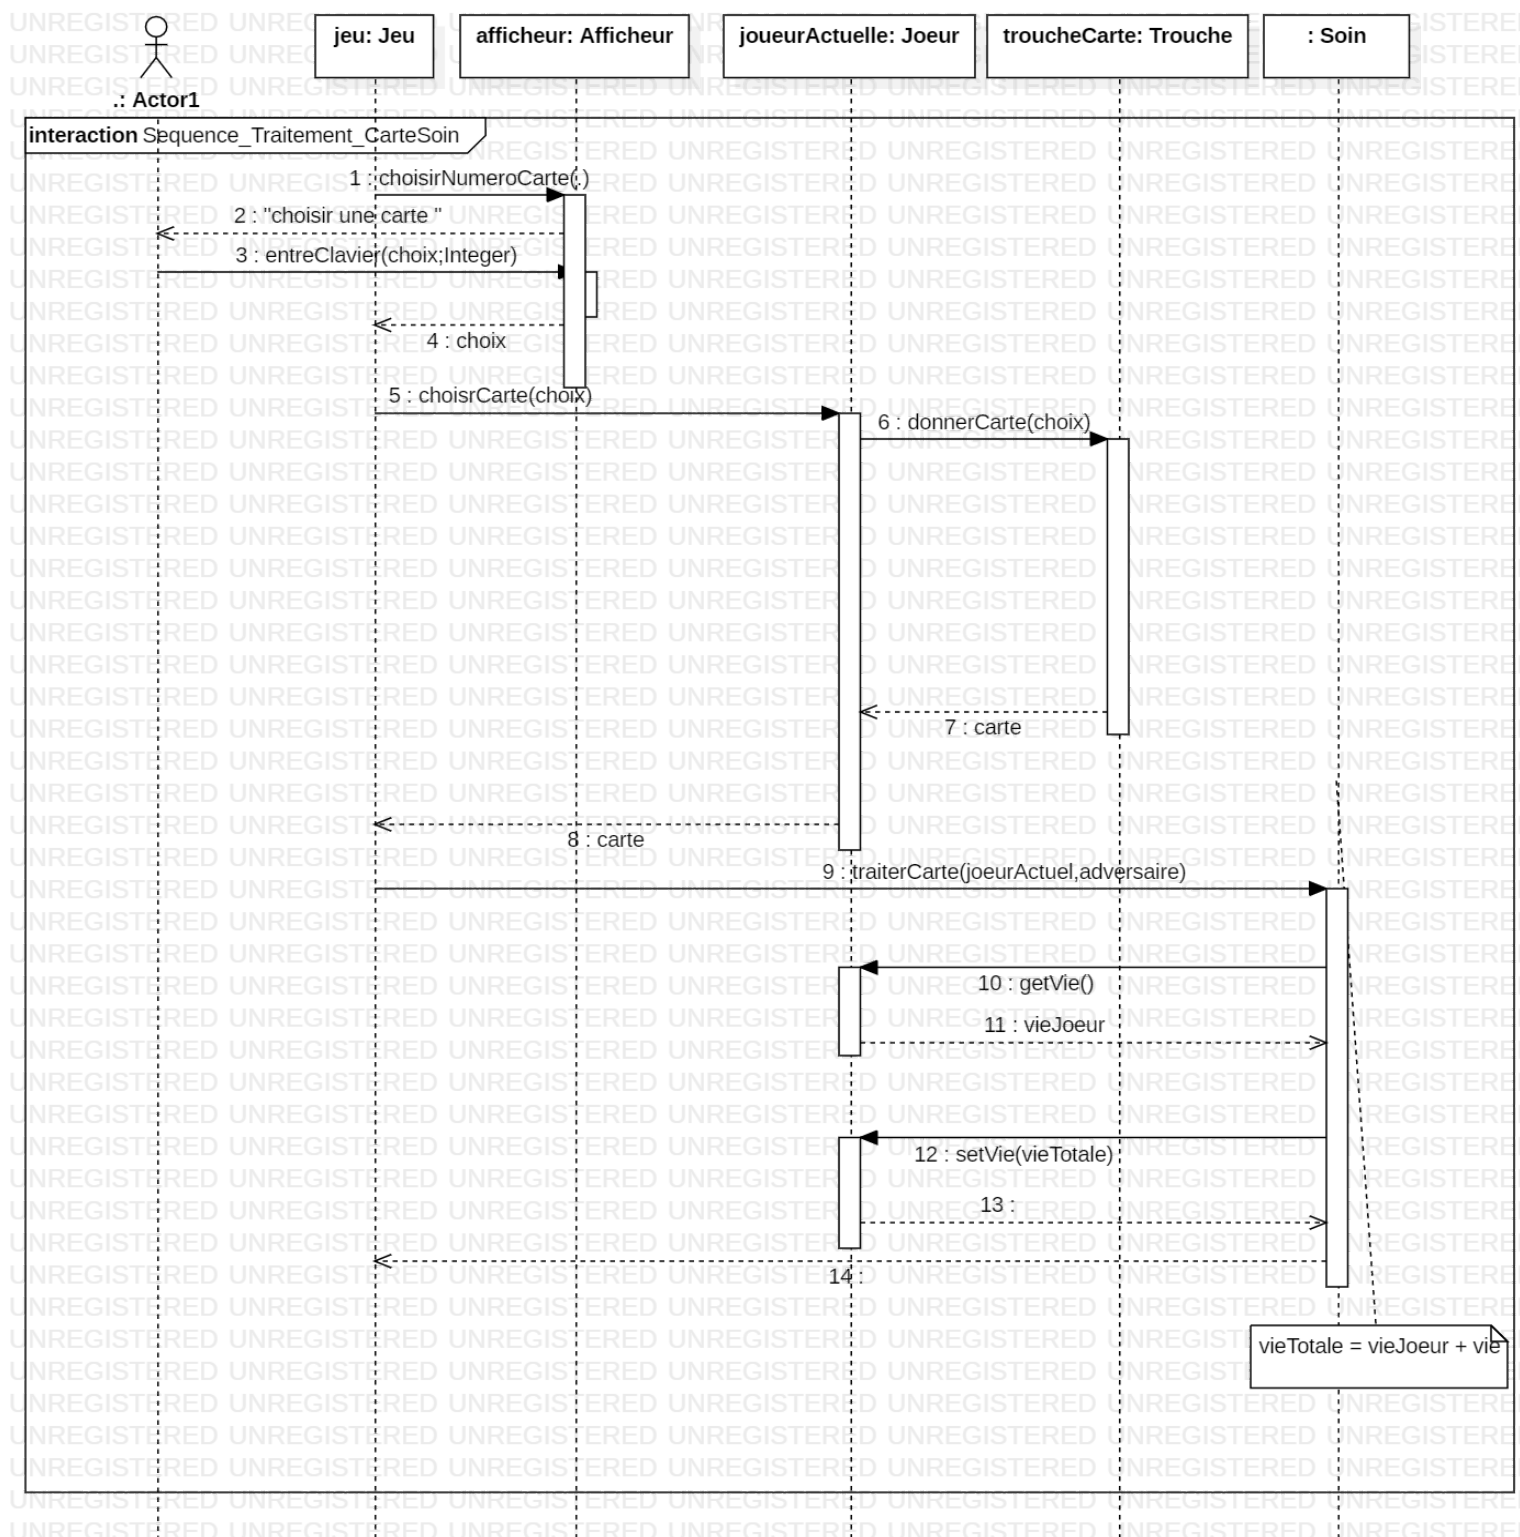 jeu: Jeu
afficheur: Afficheur
joueurActuelle: Joeur
troucheCarte: Trouche
: Soin
.: Actor1
interaction Sequence_Traitement_CarteSoin
1 : choisirNumeroCarte(.)
2 : "choisir une carte "
3 : entreClavier(choix;Integer)
4 : choix
5 : choisrCarte(choix)
6 : donnerCarte(choix)
7 : carte
8 : carte
9 : traiterCarte(joeurActuel,adversaire)
10 : getVie()
11 : vieJoeur
12 : setVie(vieTotale)
13 :
14 :
vieTotale = vieJoeur + vie
UNREGISTERED